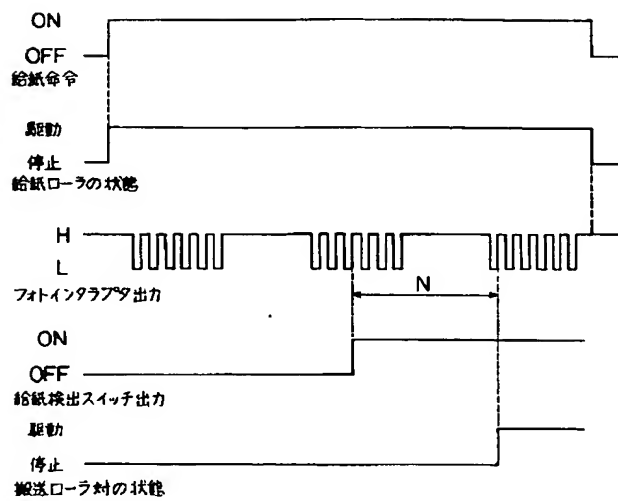 ON
OFF
給紙命令
駆動
停止
給紙ローラの状態
H
L
フォトインタラプタ出力
N
ON
OFF
給紙検出スイッチ出力
駆動
停止
搬送ローラ対の状態